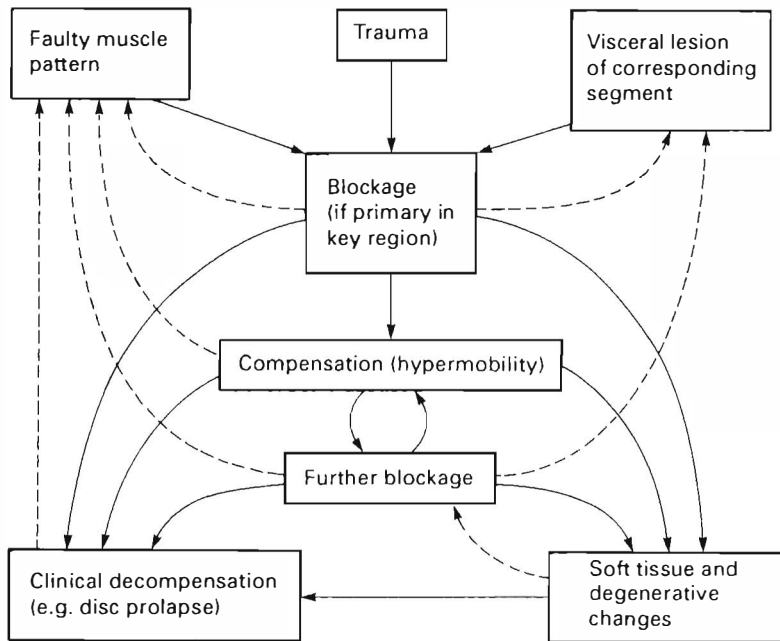 Faulty muscle
pattern
Trauma
Visceral lesion
of corresponding
segment
Blockage
(if primary in
key region)
Compensation (hypermobility)
Further blockage
Clinical decompensation
(e.g. disc prolapse)
Soft tissue and
degenerative
changes